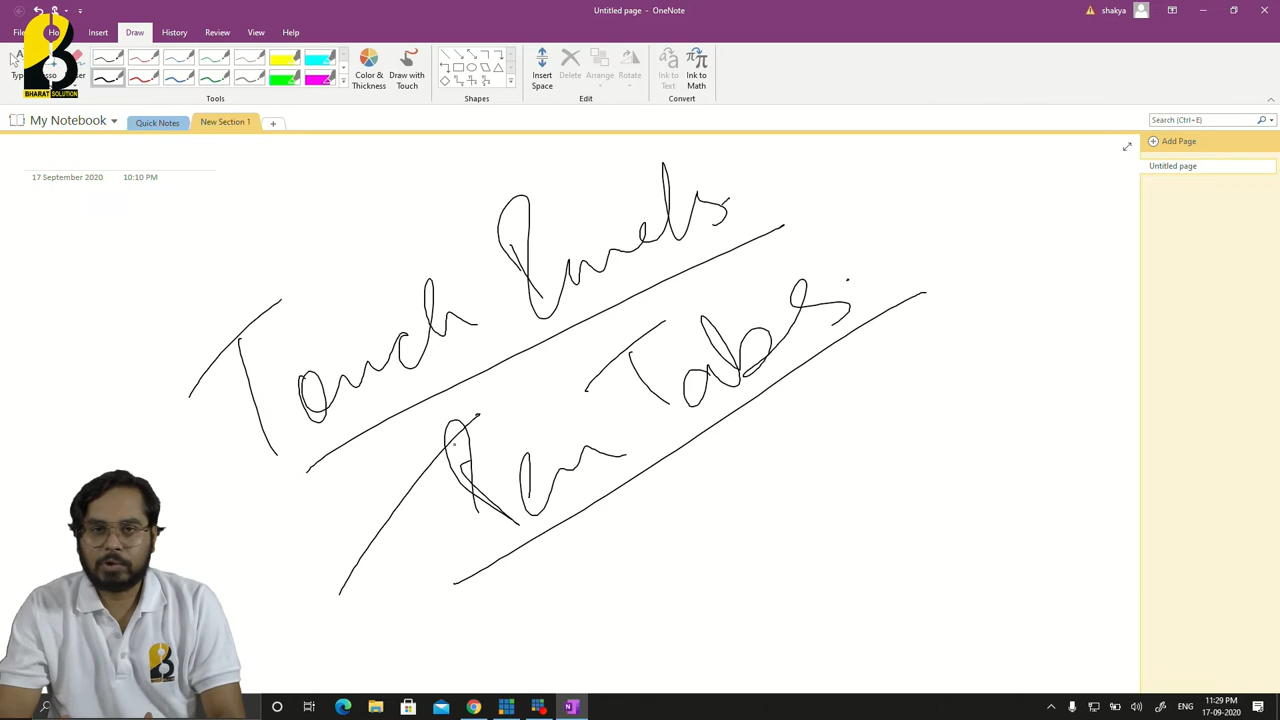 Untitled page - OneNote
shakya
File Insert Draw History Review View Help
Type Eraser
Color & Thickness
Draw with Touch
Insert Space
Delete
Arrange
Rotate
Ink to Text
Ink to Math
Tools
Shapes
Edit
Convert
BHARAT SOLUTION
My Notebook
Quick Notes
New Section 1
Search (Ctrl+E)
Add Page
Untitled page
17 September 2020 10:10 PM
Touch Panels
Pen Tabes
ENG
11:29 PM
17-09-2020